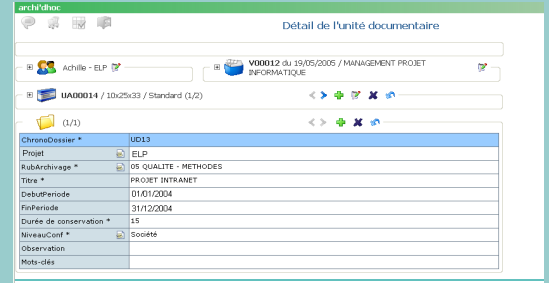 archi'dhoc
Détail de l'unité documentaire
Achille - ELP
V00012 du 19/05/2005 / MANAGEMENT PROJET
INFORMATIQUE
UA00014 / 10x25x33 / Standard (1/2)
(1/1)
ChronoDossier * UD13
Projet ELP
RubArchivage * 05 QUALITE - METHODES
Titre * PROJET INTRANET
DebutPeriode 01/01/2004
FinPeriode 31/12/2004
Durée de conservation * 15
NiveauConf * Société
Observation
Mots-clés